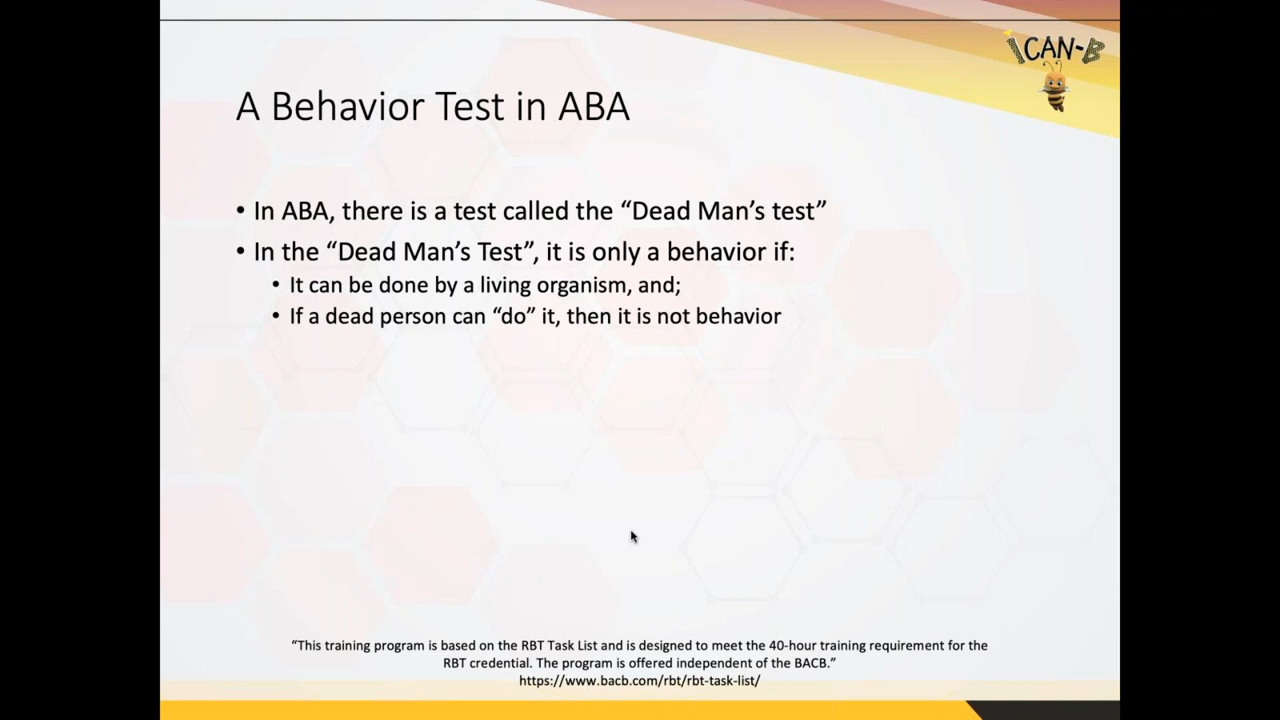 ICAN-B
A Behavior Test in ABA
• In ABA, there is a test called the “Dead Man’s test”
• In the “Dead Man’s Test”, it is only a behavior if:
• It can be done by a living organism, and;
• If a dead person can “do” it, then it is not behavior
“This training program is based on the RBT Task List and is designed to meet the 40-hour training requirement for the
RBT credential. The program is offered independent of the BACB.”
https://www.bacb.com/rbt/rbt-task-list/